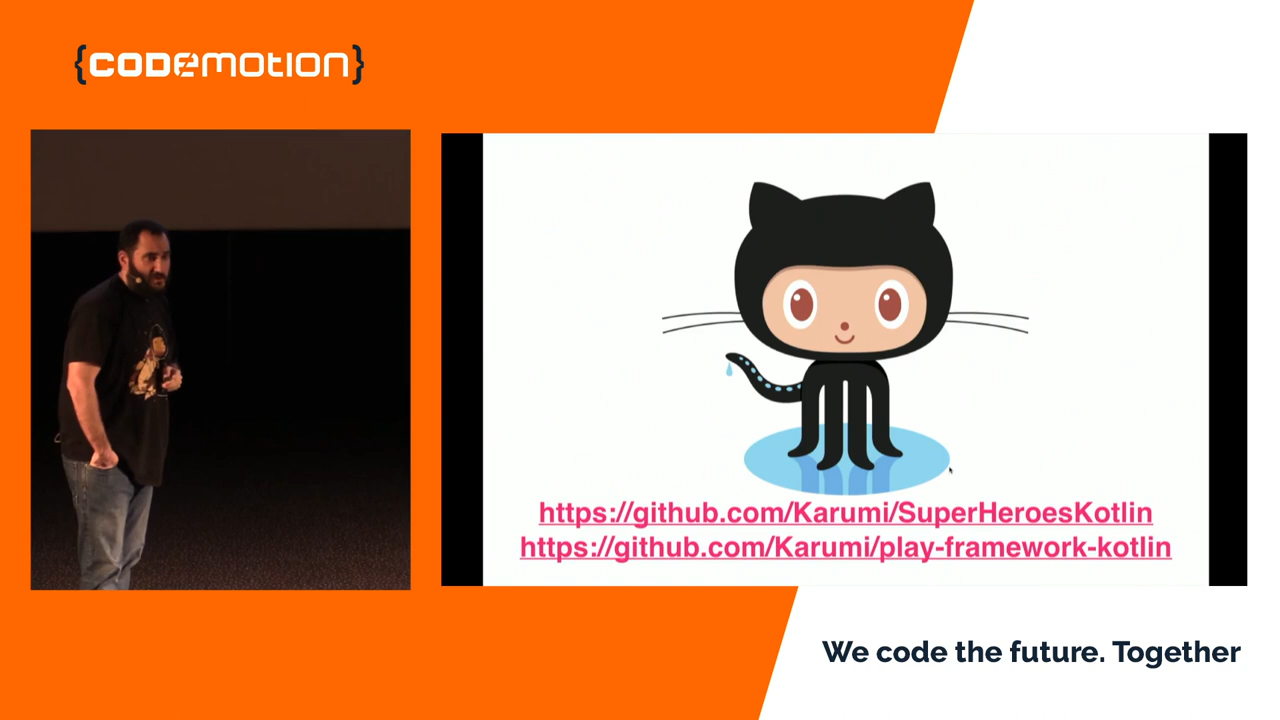 {CODEMOTION}
https://github.com/Karumi/SuperHeroesKotlin
https://github.com/Karumi/play-framework-kotlin
We code the future. Together